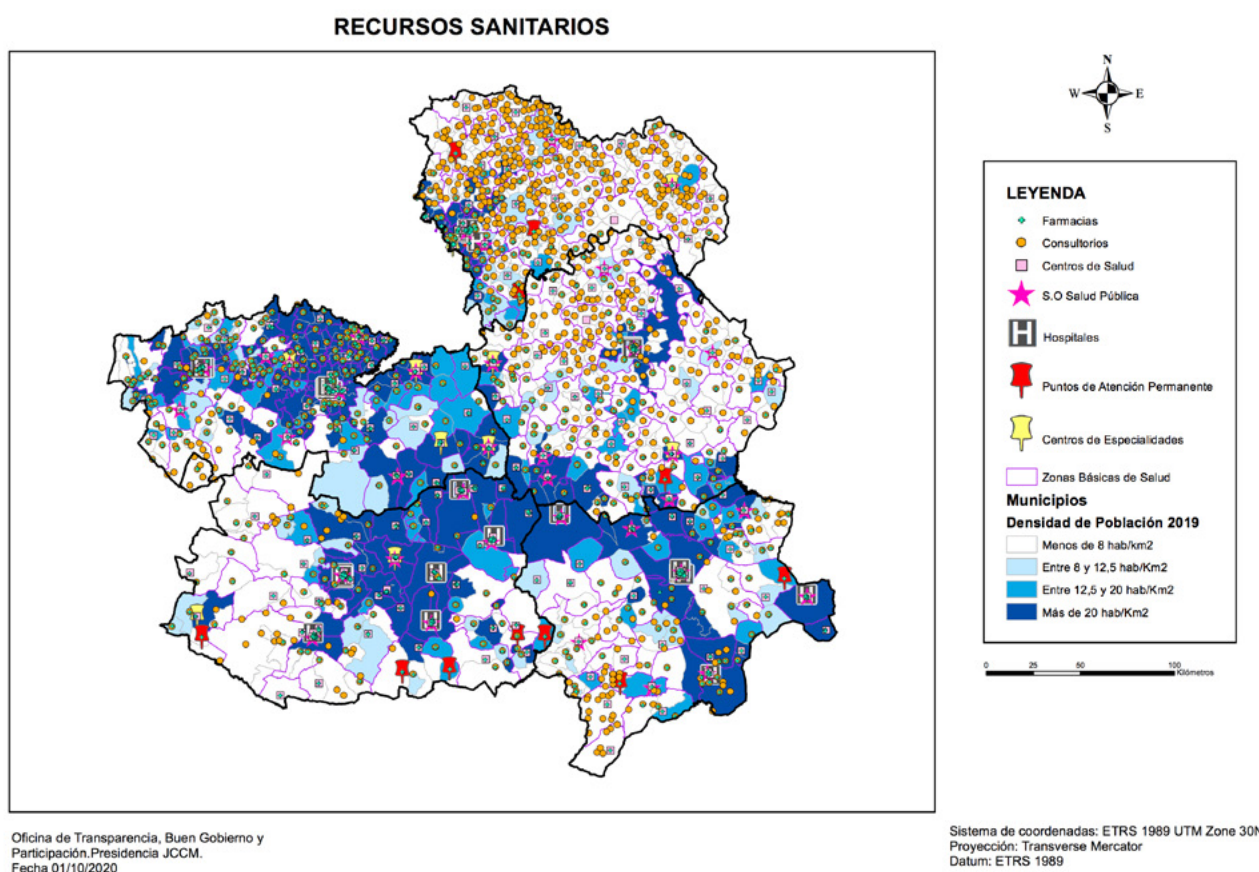 RECURSOS SANITARIOS
N
W E
S
LEYENDA
Farmacias
Consultorios
Centros de Salud
S.O Salud Pública
Hospitales
Puntos de Atención Permanente
Centros de Especialidades
Zonas Básicas de Salud
Municipios
Densidad de Población 2019
Menos de 8 hab/km2
Entre 8 y 12,5 hab/Km2
Entre 12,5 y 20 hab/Km2
Más de 20 hab/Km2
0 25 50 100
Kilómetros
Oficina de Transparencia, Buen Gobierno y
Participación.Presidencia JCCM.
Fecha 01/10/2020
Sistema de coordenadas: ETRS 1989 UTM Zone 30N
Proyección: Transverse Mercator
Datum: ETRS 1989